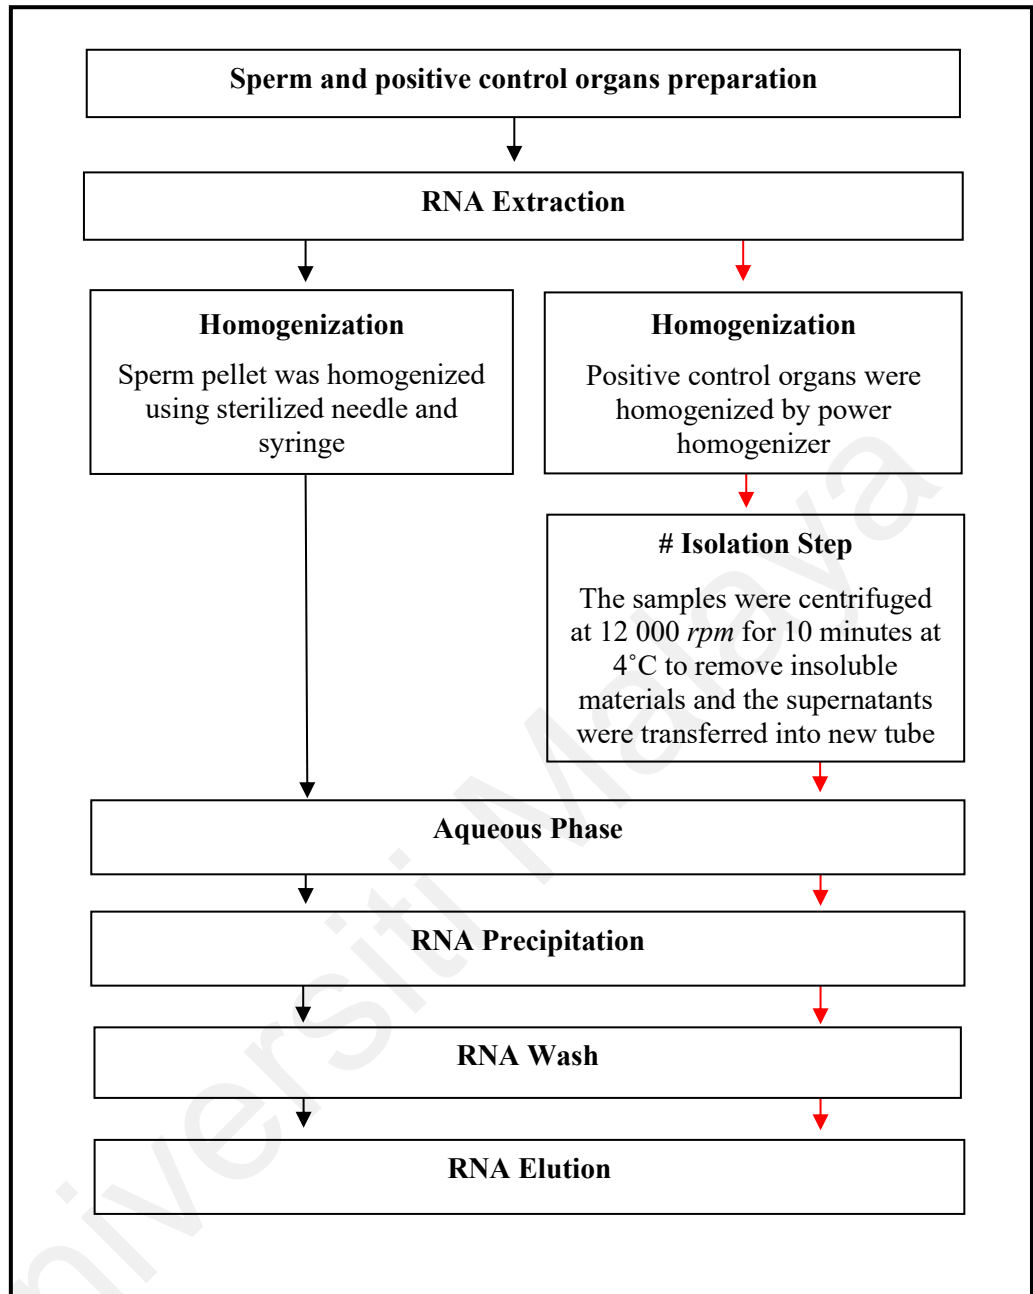 Sperm and positive control organs preparation
RNA Extraction
Homogenization
Sperm pellet was homogenized
using sterilized needle and
syringe
Homogenization
Positive control organs were
homogenized by power
homogenizer
# Isolation Step
The samples were centrifuged
at 12 000 rpm for 10 minutes at
4˚C to remove insoluble
materials and the supernatants
were transferred into new tube
Aqueous Phase
RNA Precipitation
RNA Wash
RNA Elution
niversiti Malaya